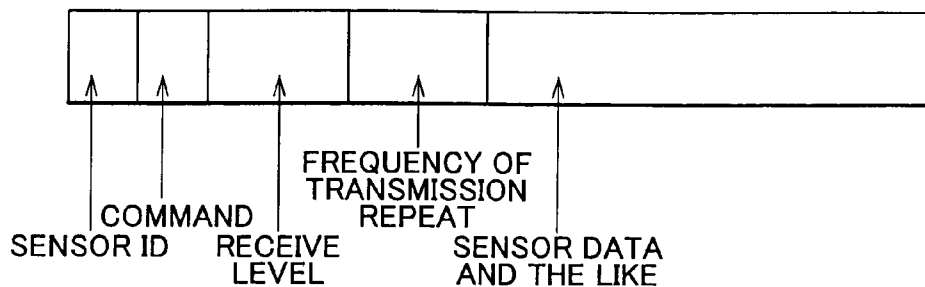 FREQUENCY OF
TRANSMISSION
REPEAT
COMMAND
SENSOR ID
RECEIVE
LEVEL
SENSOR DATA
AND THE LIKE